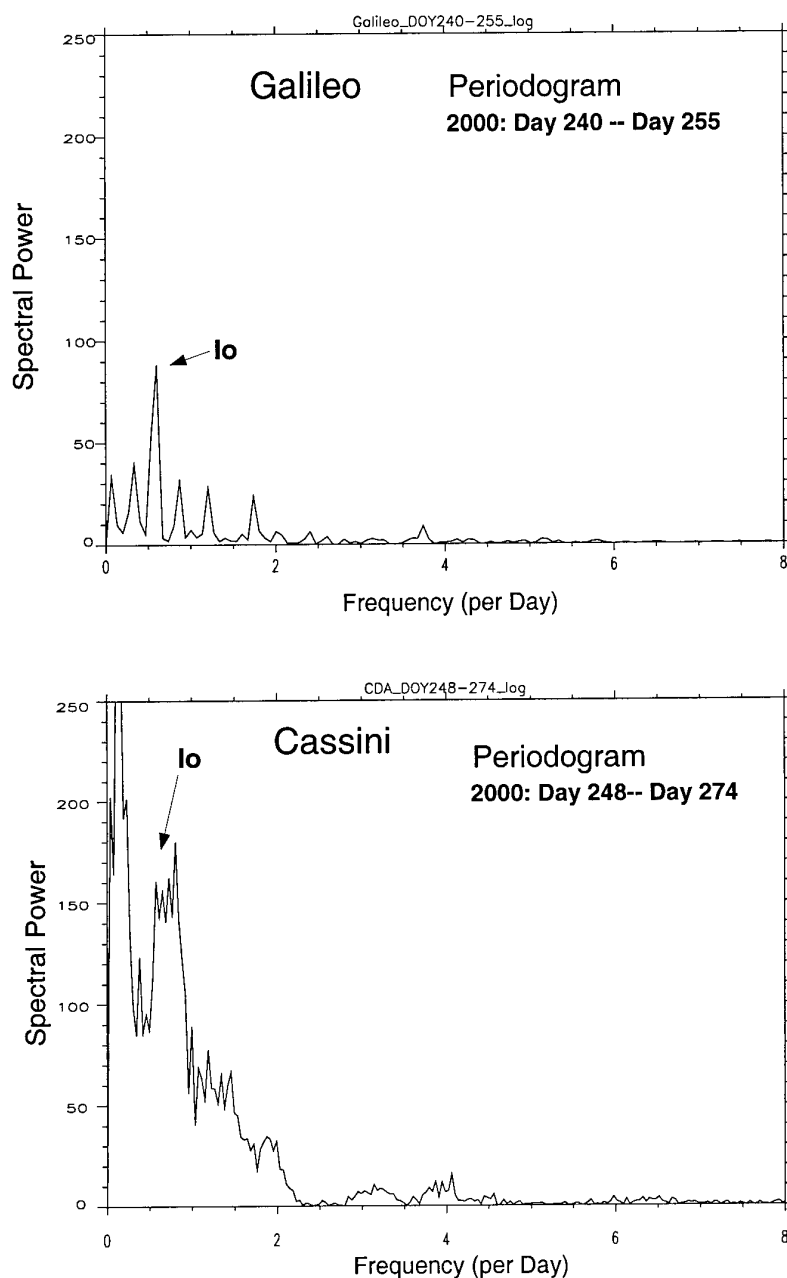 Galileo_DOY240-255_log
Galileo
Periodogram
2000: Day 240 -- Day 255
250
200
150
100
50
0
Spectral Power
Io
0 2 4 6 8
Frequency (per Day)
CDA_DOY248-274_log
Cassini
Periodogram
2000: Day 248-- Day 274
250
200
150
100
50
0
Spectral Power
Io
0 2 4 6 8
Frequency (per Day)